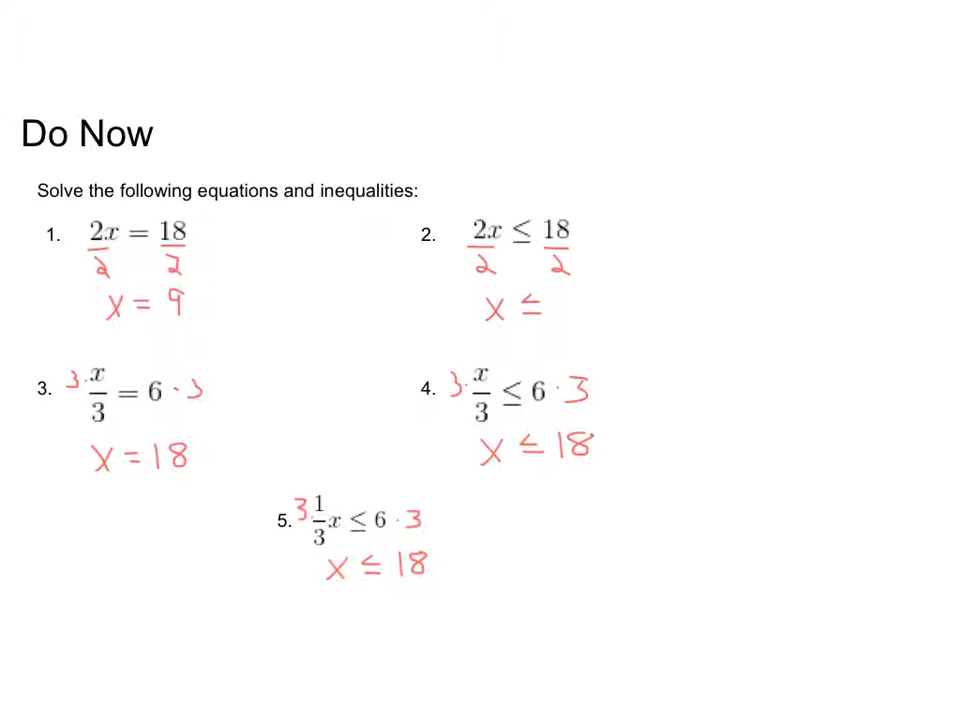 Do Now
Solve the following equations and inequalities:
1. 2x = 18
2 2
x = 9
2. 2x ≤ 18
2 2
x ≤
3. 3· x/3 = 6 · 3
x = 18
4. 3· x/3 ≤ 6 · 3
x ≤ 18
5. 3· 1/3 x ≤ 6 · 3
x ≤ 18